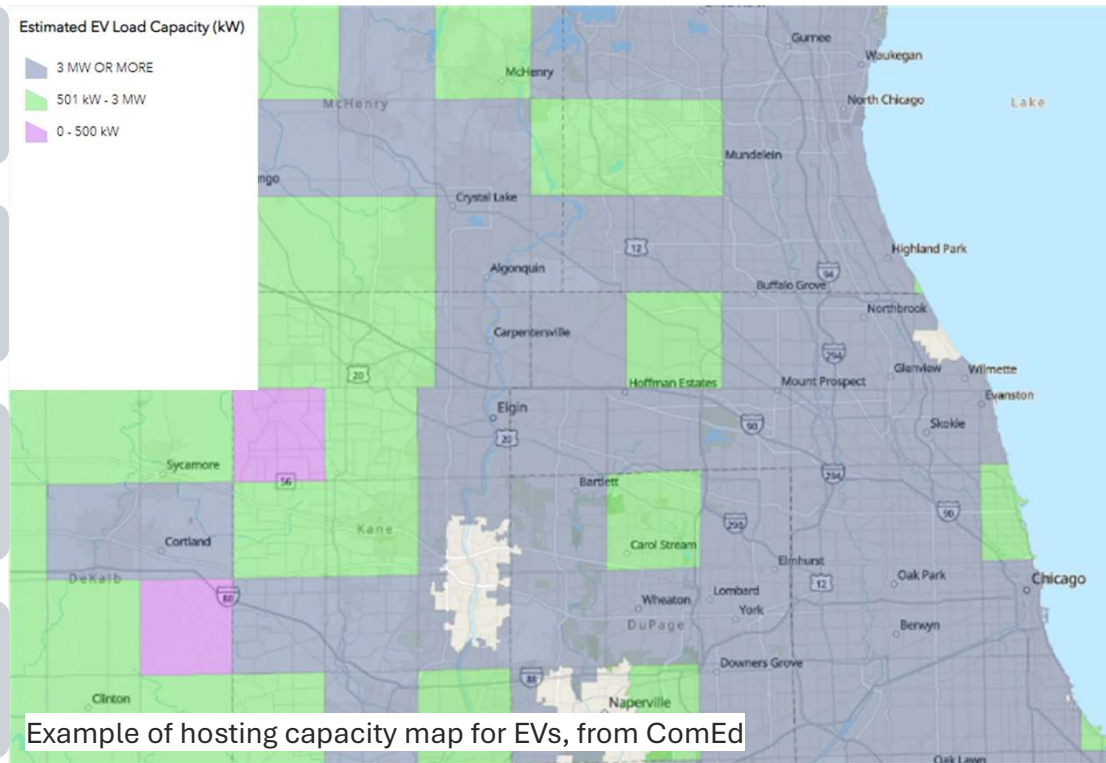 Estimated EV Load Capacity (kW)
3 MW OR MORE
501 kW - 3 MW
0 - 500 kW
Gurnee
Waukegan
McHenry
North Chicago
Lake
McHenry
Mundelein
ngo
Crystal Lake
12
Highland Park
Algonquin
94
Buffalo Grove
Northbrook
Carpentersville
294
20
Glenview
Wilmette
Hoffman Estates
Mount Prospect
Evanston
Elgin
90
Skokie
20
Sycamore
294
56
Bartlett
90
290
Kane
Cortland
Carol Stream
Elmhurst
DeKalb
12
Oak Park
Chicago
88
Lombard
Wheaton
York
DuPage
Berwyn
Downers Grove
88
Clinton
Naperville
Example of hosting capacity map for EVs, from ComEd
Oak Lawn